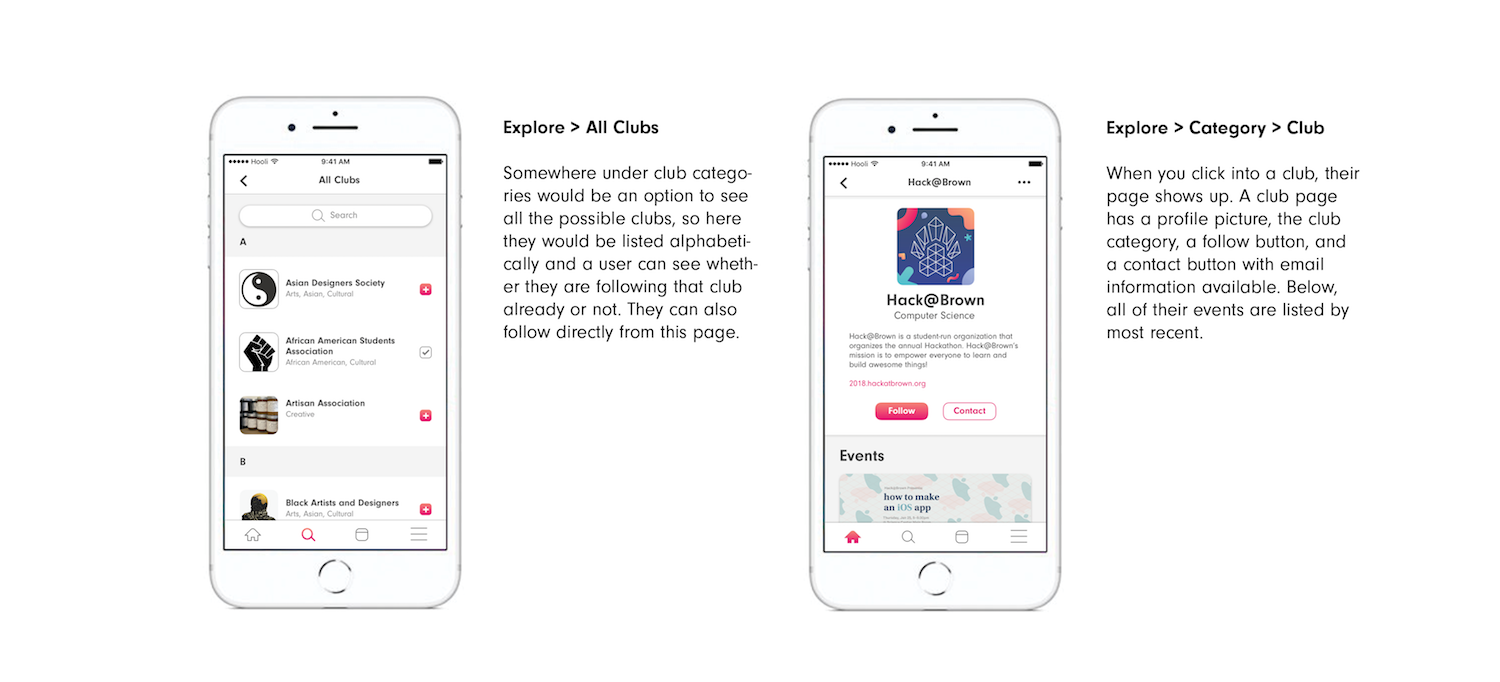 Hooli
9:41 AM
All Clubs
Search
A
Asian Designers Society
Arts, Asian, Cultural
African American Students
Association
African American, Cultural
Artisan Association
Creative
B
Black Artists and Designers
Arts, Asian, Cultural
Explore > All Clubs
Somewhere under club catego-
ries would be an option to see
all the possible clubs, so here
they would be listed alphabeti-
cally and a user can see wheth-
er they are following that club
already or not. They can also
follow directly from this page.
Hooli
9:41 AM
Hack@Brown
Hack@Brown
Computer Science
Hack@Brown is a student-run organization that
organizes the annual Hackathon. Hack@Brown's
mission is to empower everyone to learn and
build awesome things!
2018.hackatbrown.org
Follow
Contact
Events
how to make
an iOS app
Explore > Category > Club
When you click into a club, their
page shows up. A club page
has a profile picture, the club
category, a follow button, and
a contact button with email
information available. Below,
all of their events are listed by
most recent.